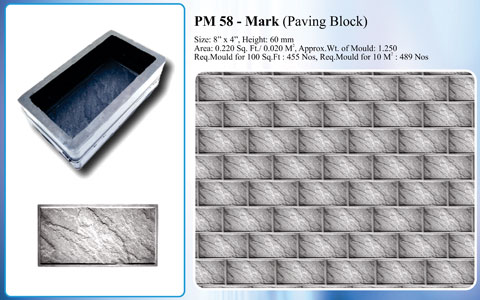 PM 58 - Mark (Paving Block)
Size: 8” x 4”, Height: 60 mm
Area: 0.220 Sq. Ft./ 0.020 M², Approx.Wt. of Mould: 1.250
Req.Mould for 100 Sq.Ft : 455 Nos, Req.Mould for 10 M² : 489 Nos